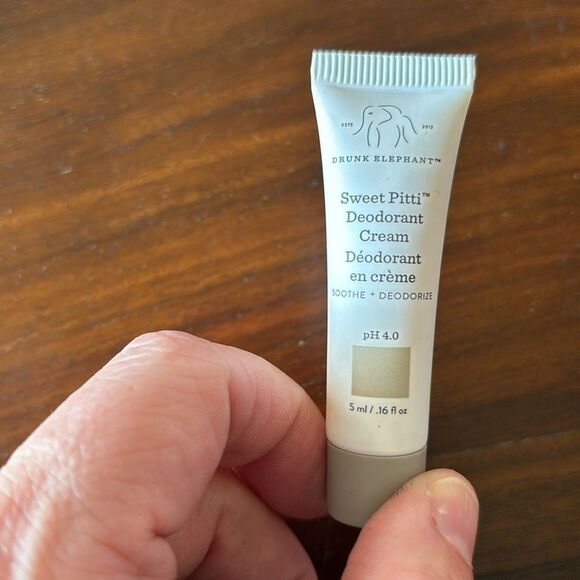 ESTD 2012
DRUNK ELEPHANT™
Sweet Pitti™
Deodorant
Cream
Déodorant
en crème
SOOTHE + DEODORIZE
pH 4.0
5 ml / .16 fl oz